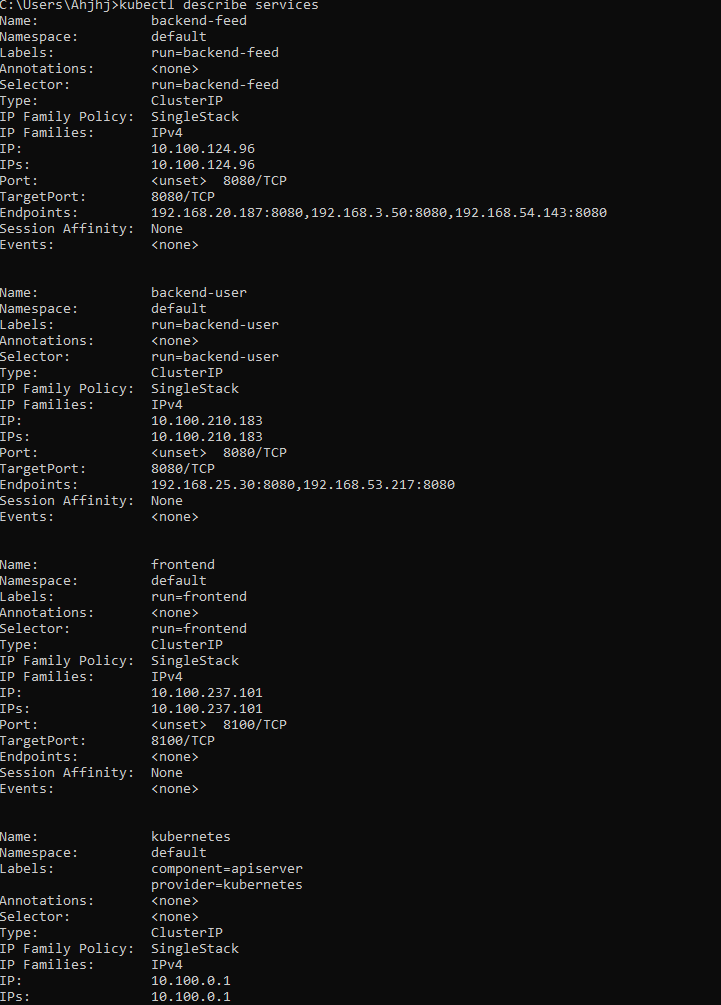 C:\Users\Ahjhj>kubectl describe services
Name:              backend-feed
Namespace:         default
Labels:            run=backend-feed
Annotations:       <none>
Selector:          run=backend-feed
Type:              ClusterIP
IP Family Policy:  SingleStack
IP Families:       IPv4
IP:                10.100.124.96
IPs:               10.100.124.96
Port:              <unset>  8080/TCP
TargetPort:        8080/TCP
Endpoints:         192.168.20.187:8080,192.168.3.50:8080,192.168.54.143:8080
Session Affinity:  None
Events:            <none>
Name:              backend-user
Namespace:         default
Labels:            run=backend-user
Annotations:       <none>
Selector:          run=backend-user
Type:              ClusterIP
IP Family Policy:  SingleStack
IP Families:       IPv4
IP:                10.100.210.183
IPs:               10.100.210.183
Port:              <unset>  8080/TCP
TargetPort:        8080/TCP
Endpoints:         192.168.25.30:8080,192.168.53.217:8080
Session Affinity:  None
Events:            <none>
Name:              frontend
Namespace:         default
Labels:            run=frontend
Annotations:       <none>
Selector:          run=frontend
Type:              ClusterIP
IP Family Policy:  SingleStack
IP Families:       IPv4
IP:                10.100.237.101
IPs:               10.100.237.101
Port:              <unset>  8100/TCP
TargetPort:        8100/TCP
Endpoints:         <none>
Session Affinity:  None
Events:            <none>
Name:              kubernetes
Namespace:         default
Labels:            component=apiserver
                   provider=kubernetes
Annotations:       <none>
Selector:          <none>
Type:              ClusterIP
IP Family Policy:  SingleStack
IP Families:       IPv4
IP:                10.100.0.1
IPs:               10.100.0.1